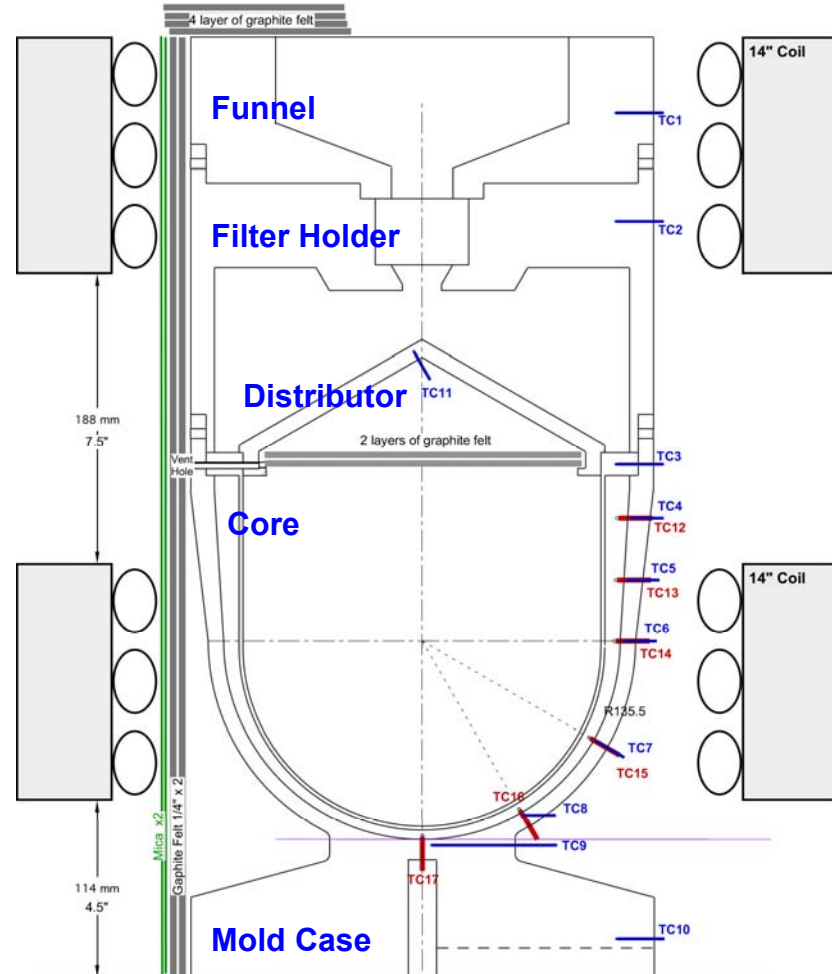 4 layer of graphite felt
14" Coil
Funnel
TC1
Filter Holder
TC2
TC11
Distributor
188 mm
7.5"
2 layers of graphite felt
Vent
Hole
TC3
Core
TC4
TC12
TC5
TC13
14" Coil
TC6
TC14
R135.5
TC7
TC15
TC16
TC8
TC9
TC17
Mica x2
Gaphite Felt 1/4" x 2
114 mm
4.5"
Mold Case
TC10